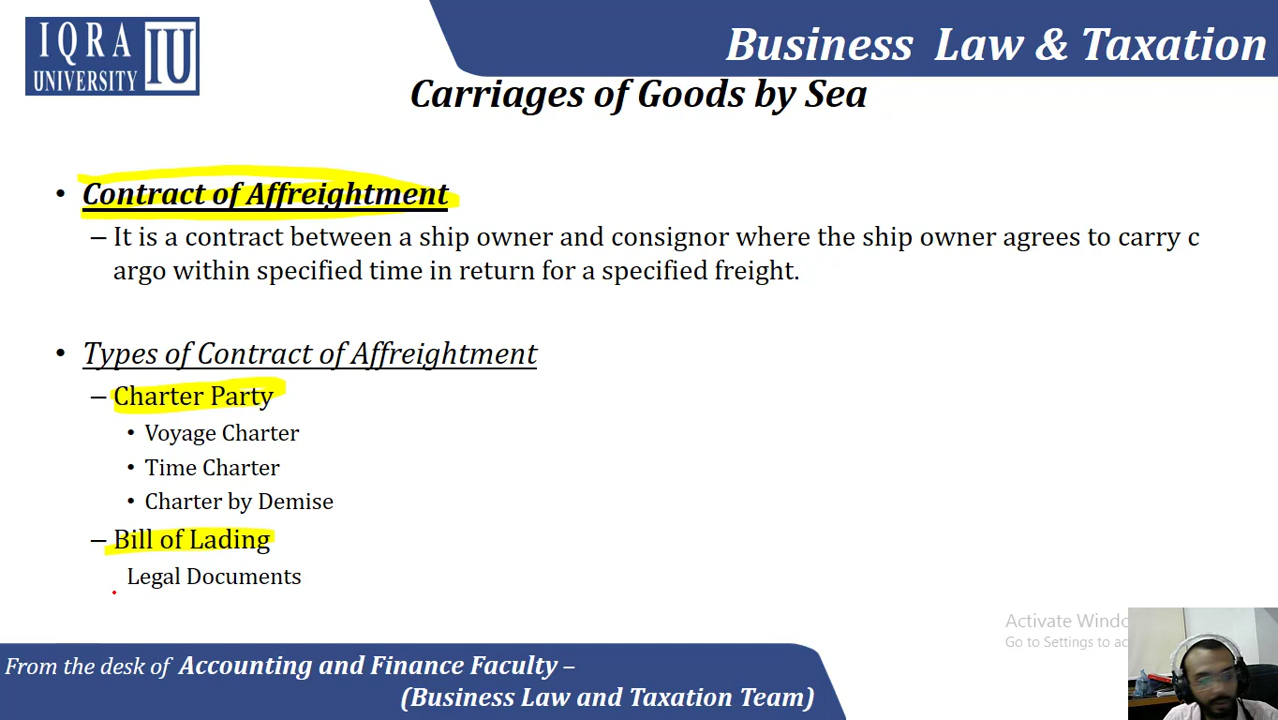 IQRA
UNIVERSITY
IU
Business Law & Taxation
Carriages of Goods by Sea
• Contract of Affreightment
– It is a contract between a ship owner and consignor where the ship owner agrees to carry c
argo within specified time in return for a specified freight.
• Types of Contract of Affreightment
– Charter Party
• Voyage Charter
• Time Charter
• Charter by Demise
– Bill of Lading
Legal Documents
Activate Windo
Go to Settings to ac
From the desk of Accounting and Finance Faculty –
(Business Law and Taxation Team)